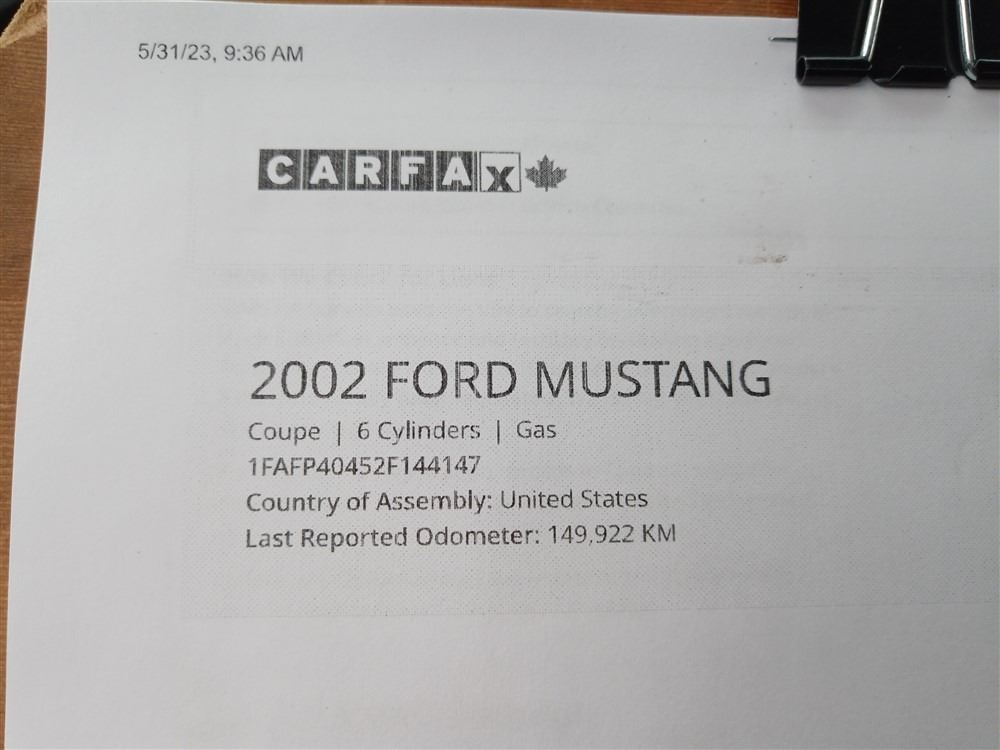 5/31/23, 9:36 AM
CARFAX
2002 FORD MUSTANG
Coupe | 6 Cylinders | Gas
1FAFP40452F144147
Country of Assembly: United States
Last Reported Odometer: 149,922 KM